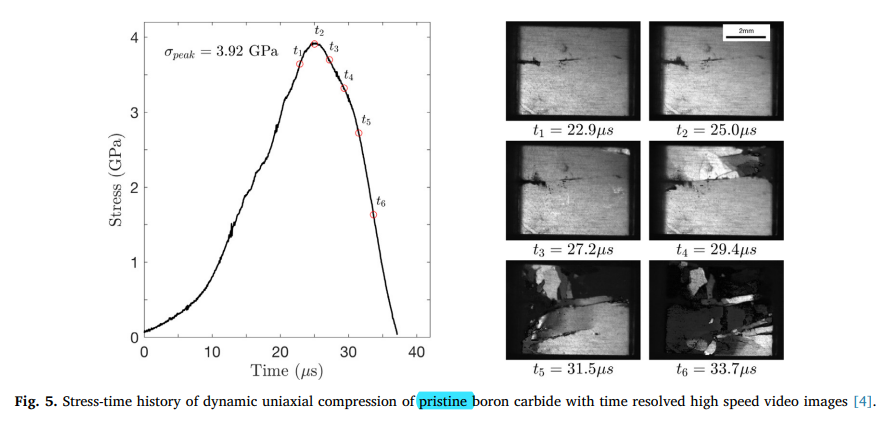 σpeak = 3.92 GPa
t1
t2
t3
t4
t5
t6
4
3
2
1
0
Stress (GPa)
0 10 20 30 40
Time (μs)
2mm
t1 = 22.9μs t2 = 25.0μs
t3 = 27.2μs t4 = 29.4μs
t5 = 31.5μs t6 = 33.7μs
Fig. 5. Stress-time history of dynamic uniaxial compression of pristine boron carbide with time resolved high speed video images [4].